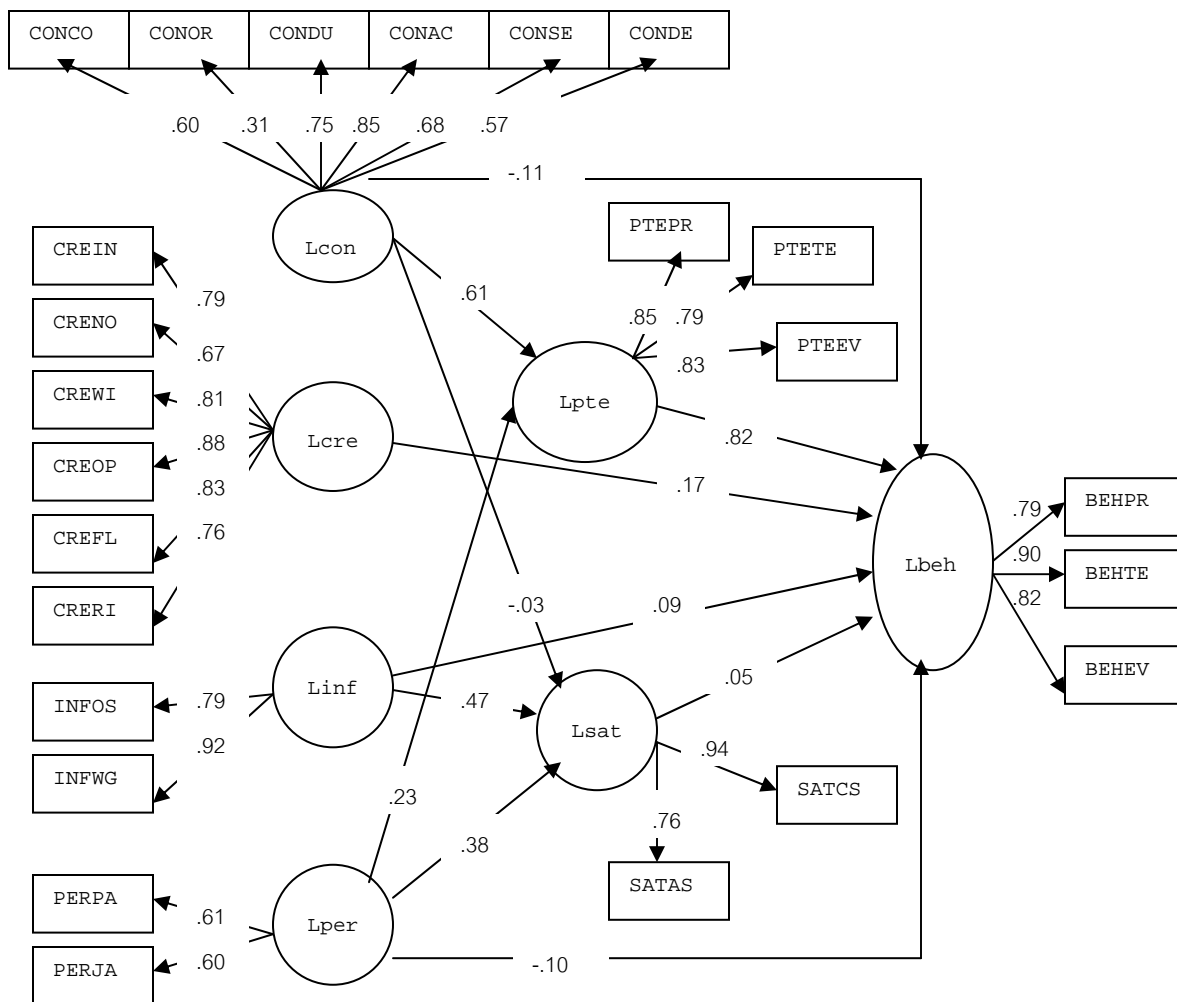 CONCO CONOR CONDU CONAC CONSE CONDE
.60 .31 .75 .85 .68 .57
-.11
Lcon
PTEPR
CREIN
PTETE
.79
.61
CRENO
.85 .79
.67
PTEEV
.83
CREWI
.81
Lpte
Lcre
.88
.82
CREOP
.83
.17
BEHPR
.79
CREFL
.76
.90
BEHTE
Lbeh
CRERI
-.03
.09
.82
BEHEV
Linf
.05
INFOS
.79
.47
Lsat
.92
.94
INFWG
SATCS
.23
.76
.38
PERPA
SATAS
.61
Lper
PERJA
.60
-.10